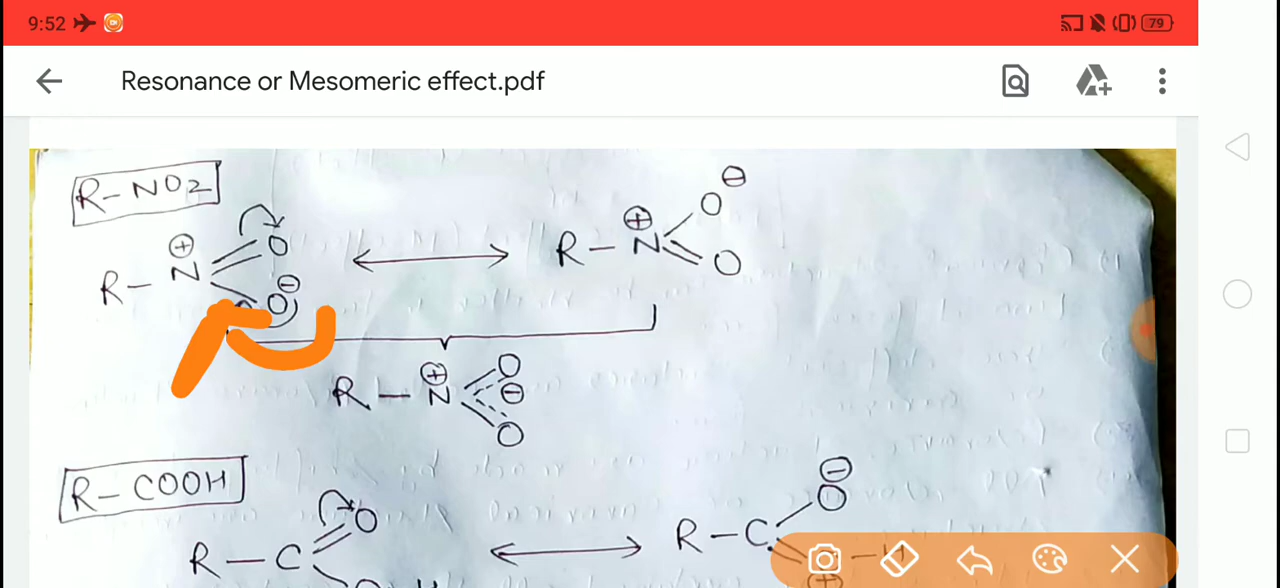 9:52
79
Resonance or Mesomeric effect.pdf
R-NO2
R-N⊕ O O⊖ ⟷ R-N⊕ O⊖ O
R-N⊕ O ⊖ O
R-COOH
R-C O ⟷ R-C O⊖
O H ⊕ -H